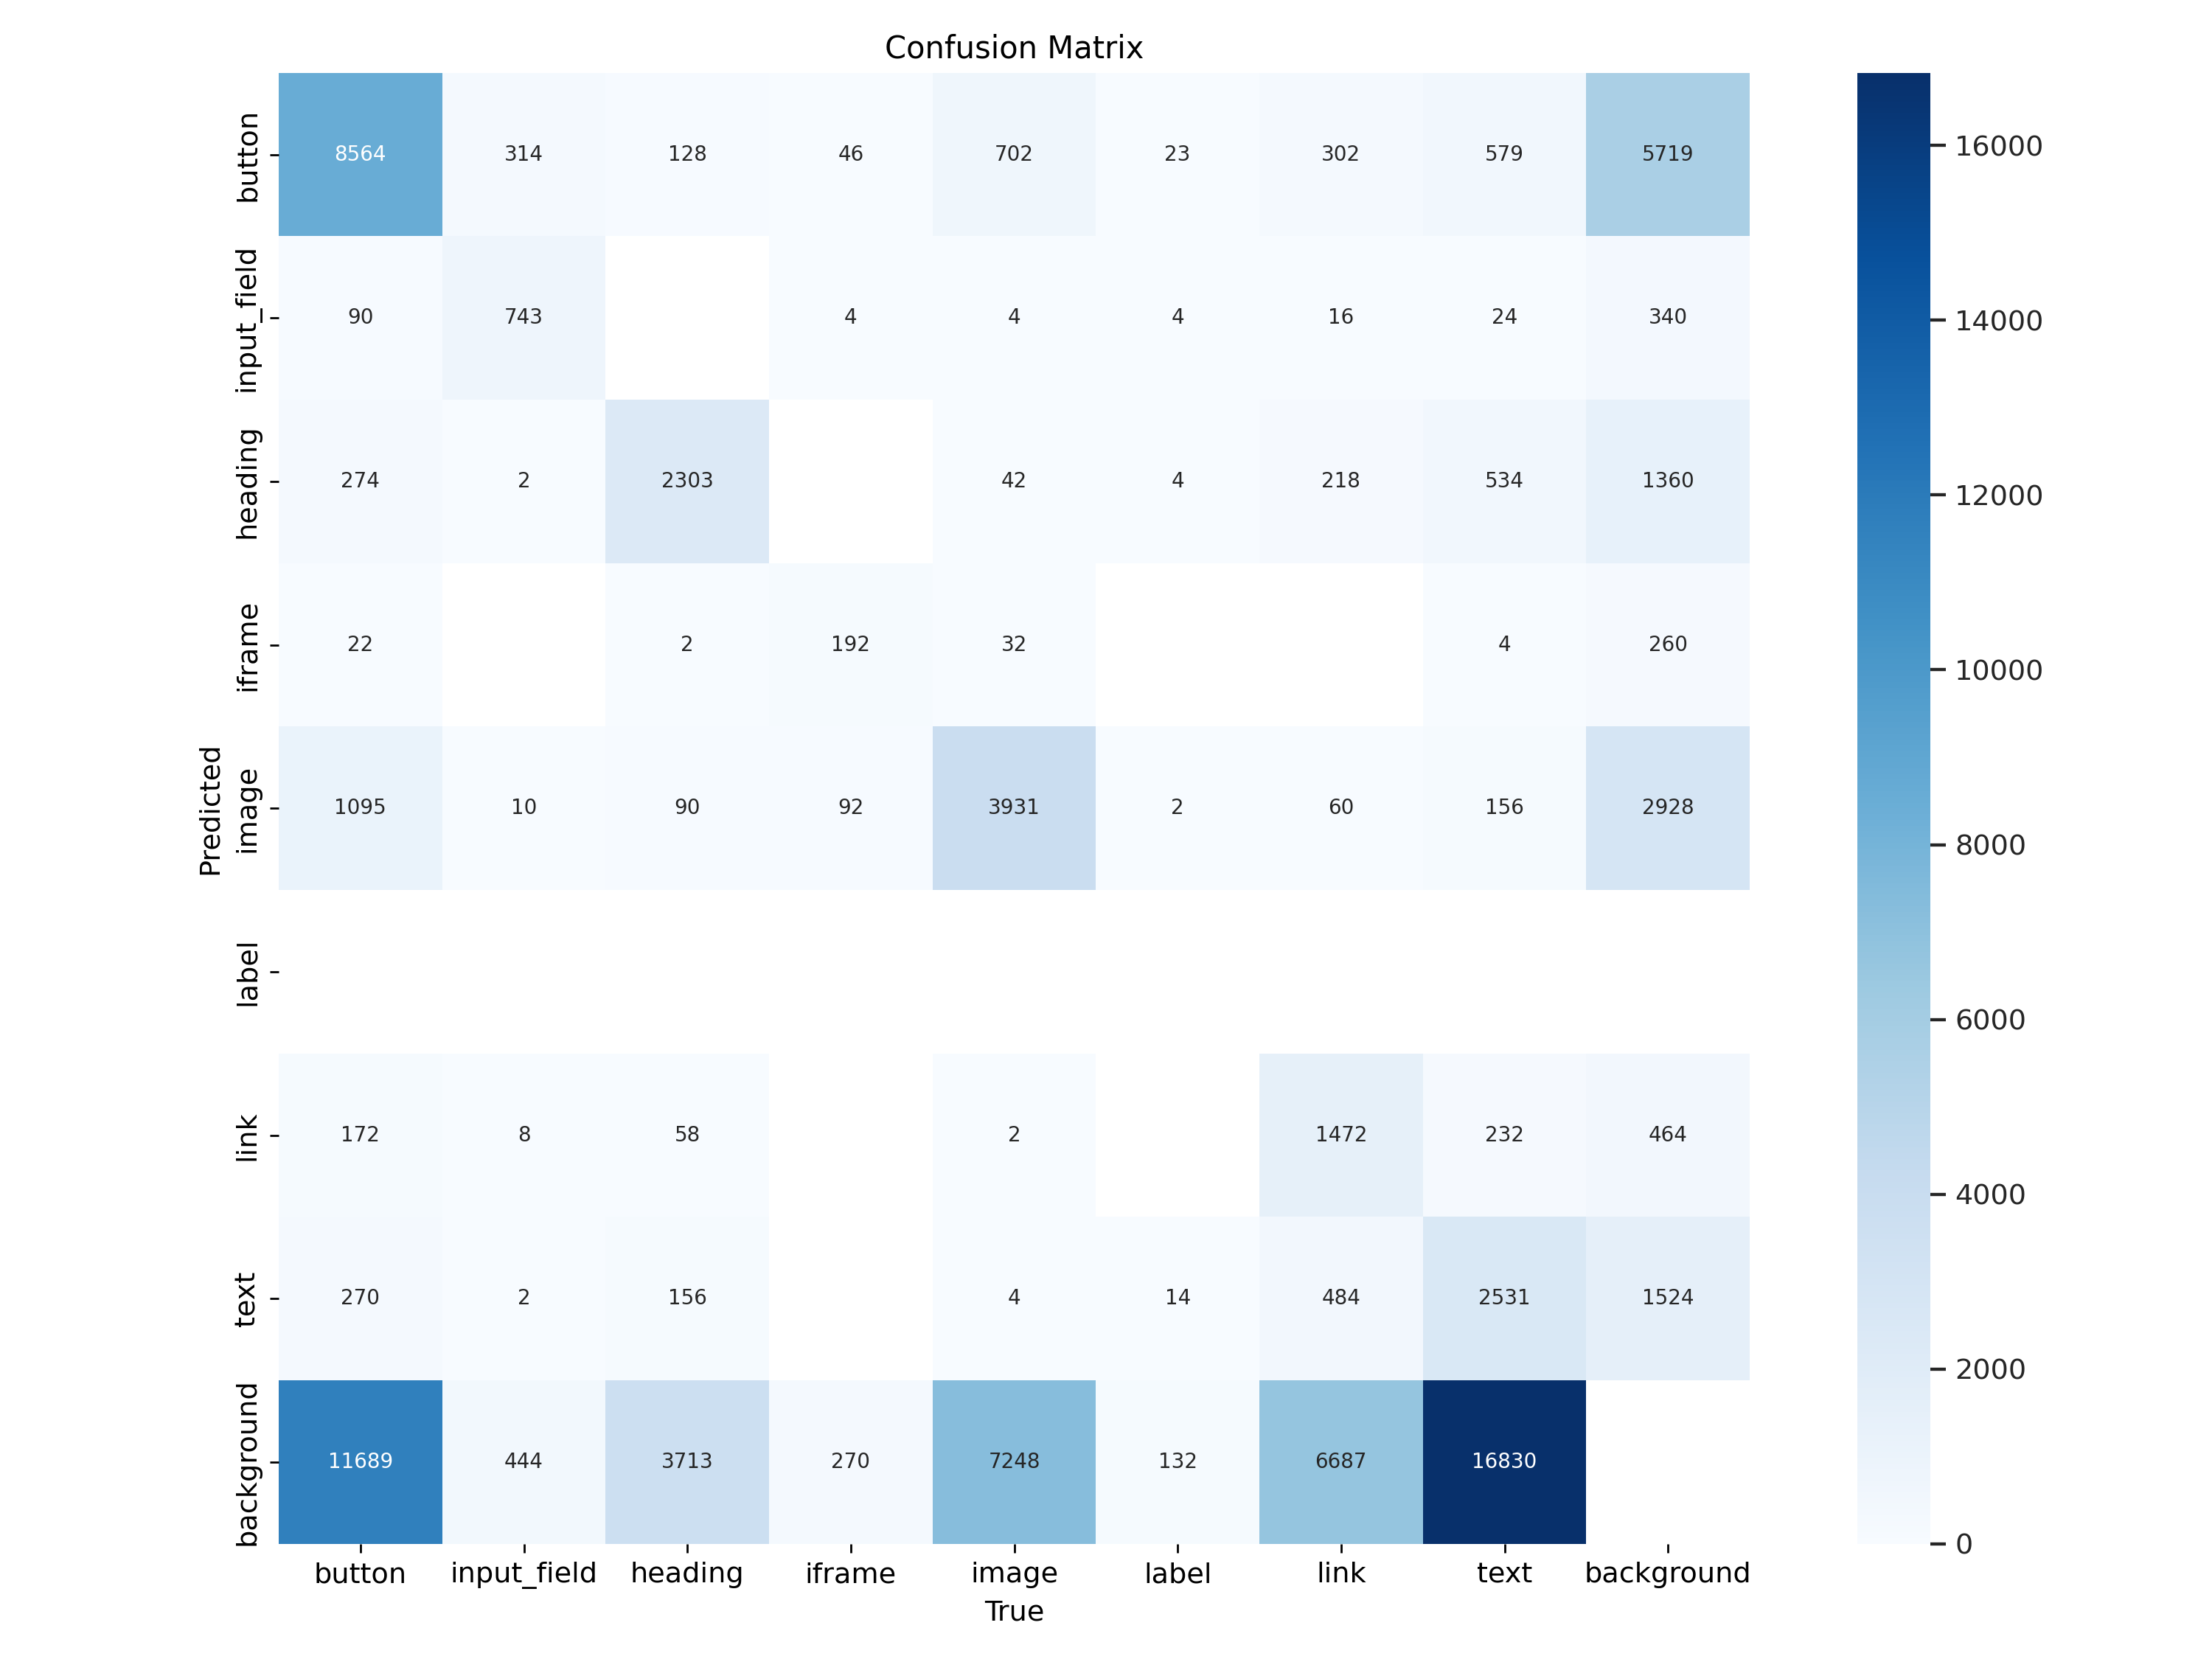 Confusion Matrix
button 8564 314 128 46 702 23 302 579 5719
input_field 90 743 4 4 4 16 24 340
heading 274 2 2303 42 4 218 534 1360
iframe 22 2 192 32 4 260
image 1095 10 90 92 3931 2 60 156 2928
label
link 172 8 58 2 1472 232 464
text 270 2 156 4 14 484 2531 1524
background 11689 444 3713 270 7248 132 6687 16830
button input_field heading iframe image label link text background
True
Predicted
16000
14000
12000
10000
8000
6000
4000
2000
0